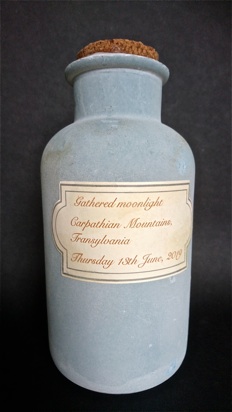 Gathered moonlight
Carpathian Mountains,
Transylvania
Thursday 13th June, 2019